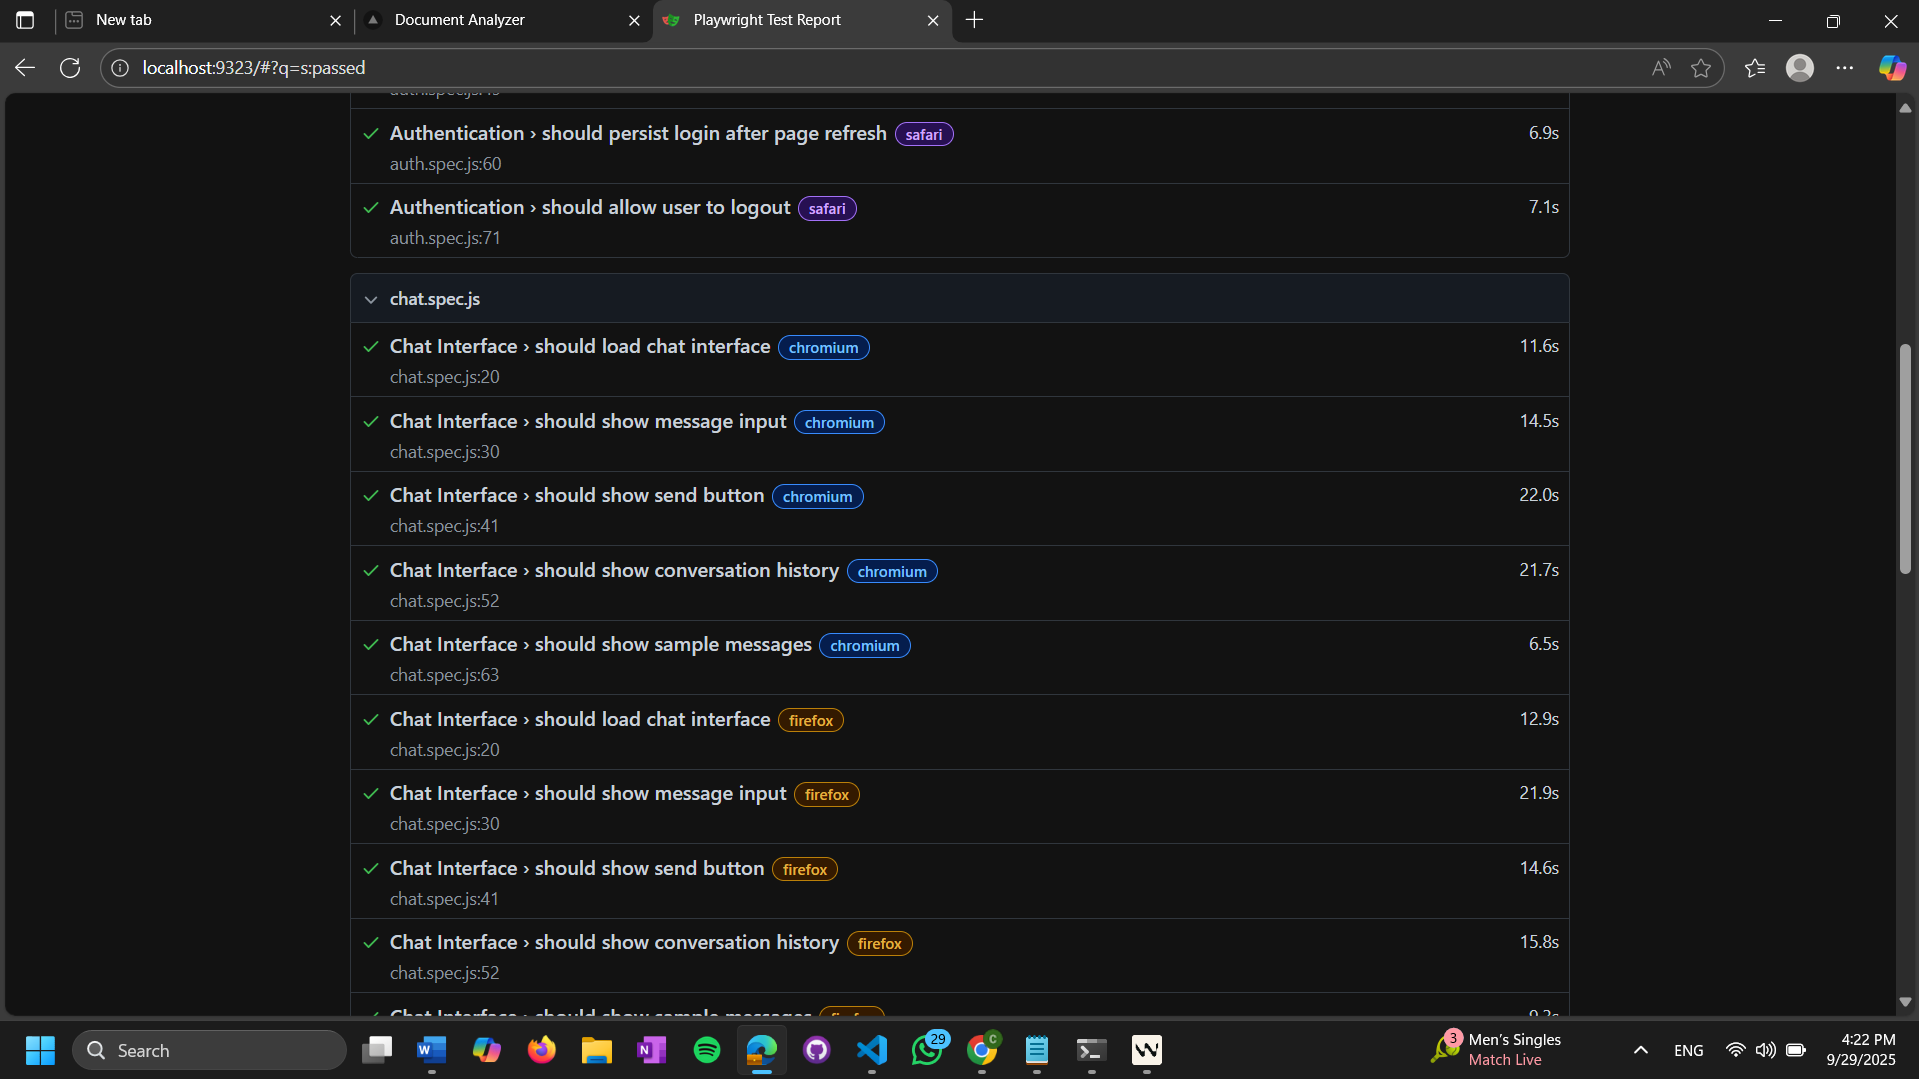 New tab
Document Analyzer
Playwright Test Report
localhost:9323/#?q=s:passed
Authentication › should persist login after page refresh safari 6.9s
auth.spec.js:60
Authentication › should allow user to logout safari 7.1s
auth.spec.js:71
chat.spec.js
Chat Interface › should load chat interface chromium 11.6s
chat.spec.js:20
Chat Interface › should show message input chromium 14.5s
chat.spec.js:30
Chat Interface › should show send button chromium 22.0s
chat.spec.js:41
Chat Interface › should show conversation history chromium 21.7s
chat.spec.js:52
Chat Interface › should show sample messages chromium 6.5s
chat.spec.js:63
Chat Interface › should load chat interface firefox 12.9s
chat.spec.js:20
Chat Interface › should show message input firefox 21.9s
chat.spec.js:30
Chat Interface › should show send button firefox 14.6s
chat.spec.js:41
Chat Interface › should show conversation history firefox 15.8s
chat.spec.js:52
Chat Interface › should show sample messages
Search
29
C
3
Men's Singles
Match Live
ENG
4:22 PM
9/29/2025